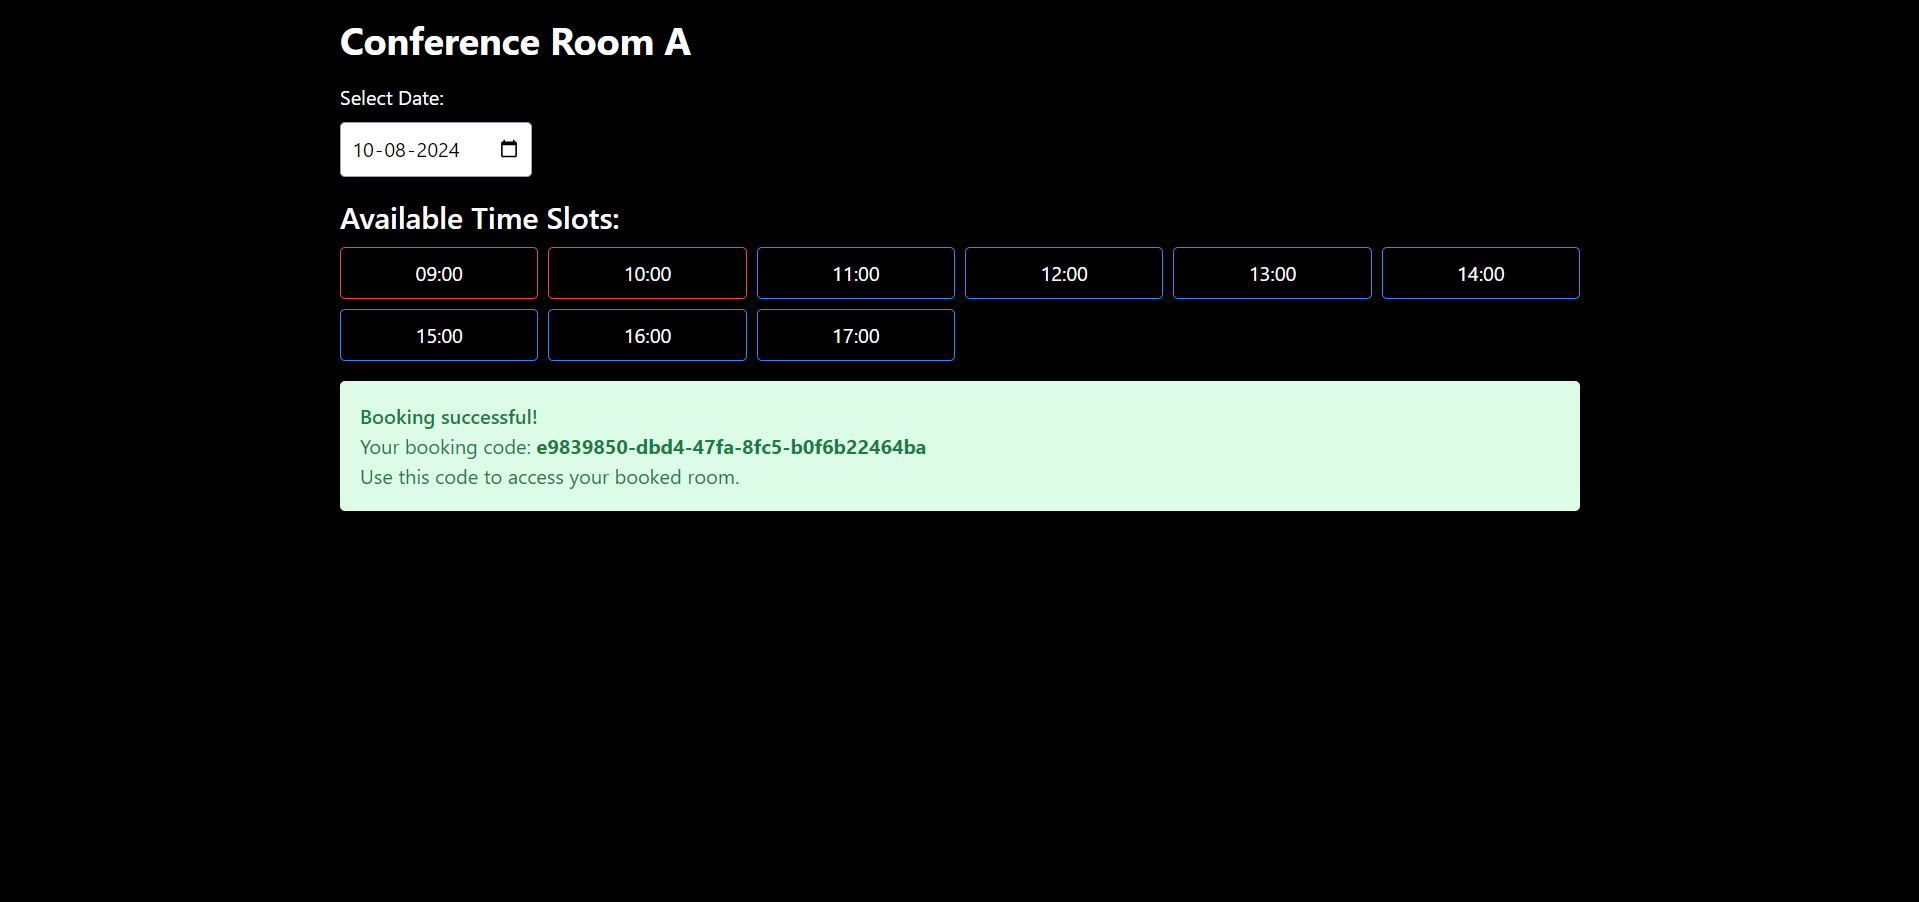 Conference Room A
Select Date:
10-08-2024
Available Time Slots:
09:00 10:00 11:00 12:00 13:00 14:00
15:00 16:00 17:00
Booking successful!
Your booking code: e9839850-dbd4-47fa-8fc5-b0f6b22464ba
Use this code to access your booked room.